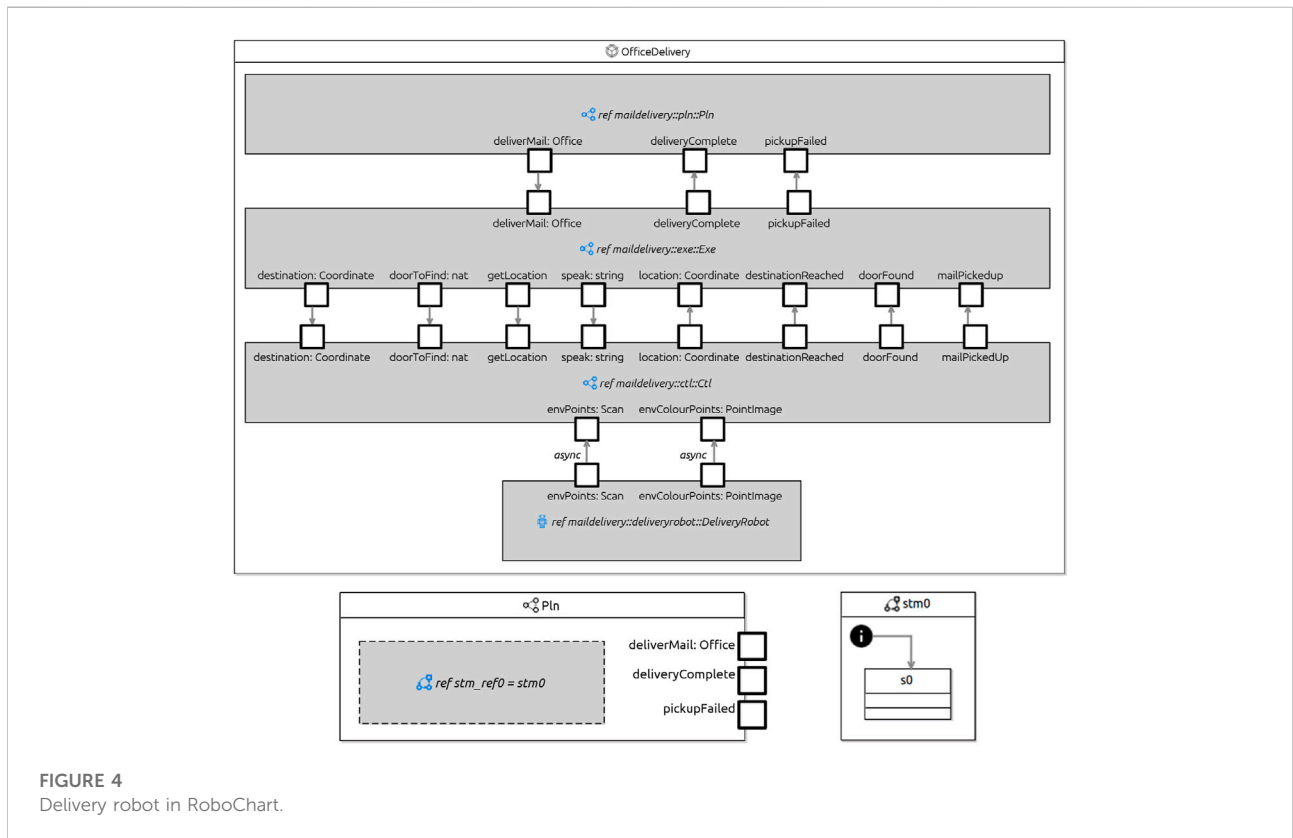 OfficeDelivery
ref maildelivery::pln::Pln
deliverMail: Office deliveryComplete pickupFailed
deliverMail: Office deliveryComplete pickupFailed
ref maildelivery::exe::Exe
destination: Coordinate doorToFind: nat getLocation speak: string location: Coordinate destinationReached doorFound mailPickedup
destination: Coordinate doorToFind: nat getLocation speak: string location: Coordinate destinationReached doorFound mailPickedUp
ref maildelivery::ctl::Ctl
envPoints: Scan envColourPoints: PointImage
async async
envPoints: Scan envColourPoints: PointImage
ref maildelivery::deliveryrobot::DeliveryRobot
Pln
deliverMail: Office
deliveryComplete
pickupFailed
ref stm_ref0 = stm0
stm0
i
s0
FIGURE 4
Delivery robot in RoboChart.